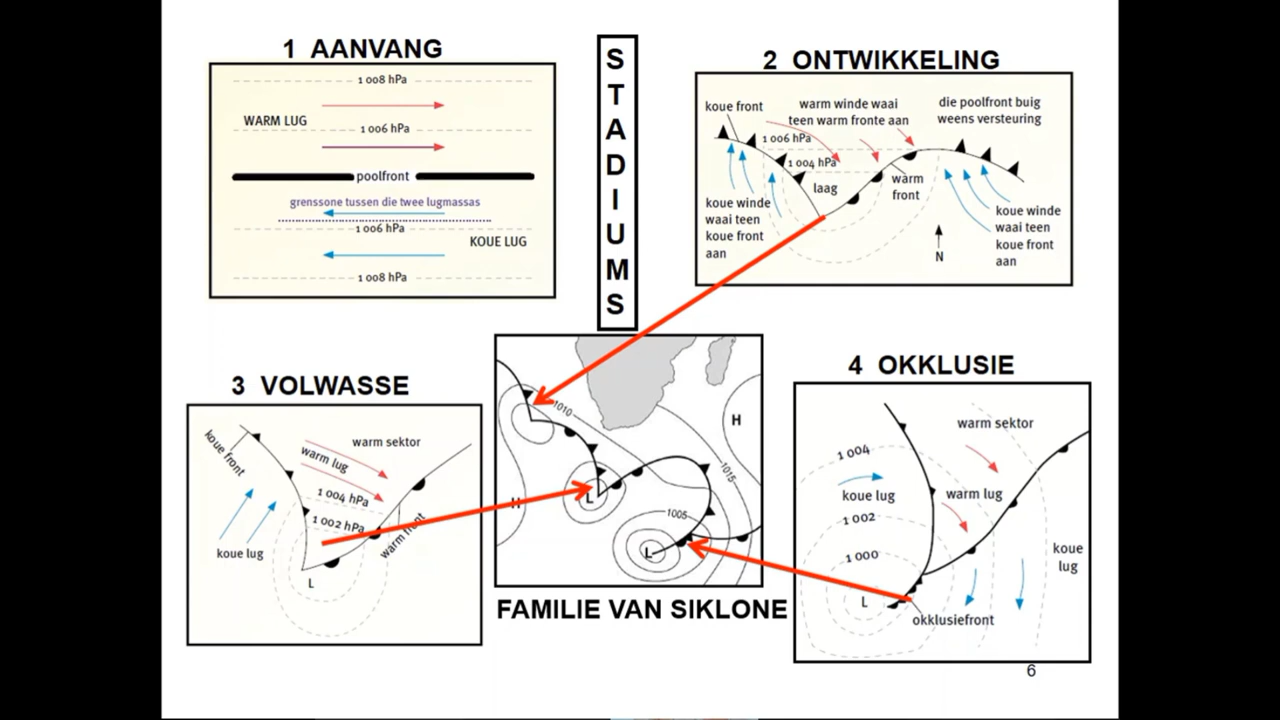 1 AANVANG
1 008 hPa
WARM LUG
1 006 hPa
poolfront
grenssone tussen die twee lugmassas
1 006 hPa
KOUE LUG
1 008 hPa
S
T
A
D
I
U
M
S
2 ONTWIKKELING
koue front
warm winde waai
teen warm fronte aan
die poolfront buig
weens versteuring
1 006 hPa
1 004 hPa
laag
warm
front
koue winde
waai teen
koue front
aan
koue winde
waai teen
koue front
aan
N
3 VOLWASSE
koue front
warm sektor
warm lug
1 004 hPa
1 002 hPa
warm front
koue lug
L
1010
H
1015
H
L
1005
L
FAMILIE VAN SIKLONE
4 OKKLUSIE
warm sektor
1 004
koue lug
warm lug
1 002
1 000
koue
lug
L
okklusiefront
6